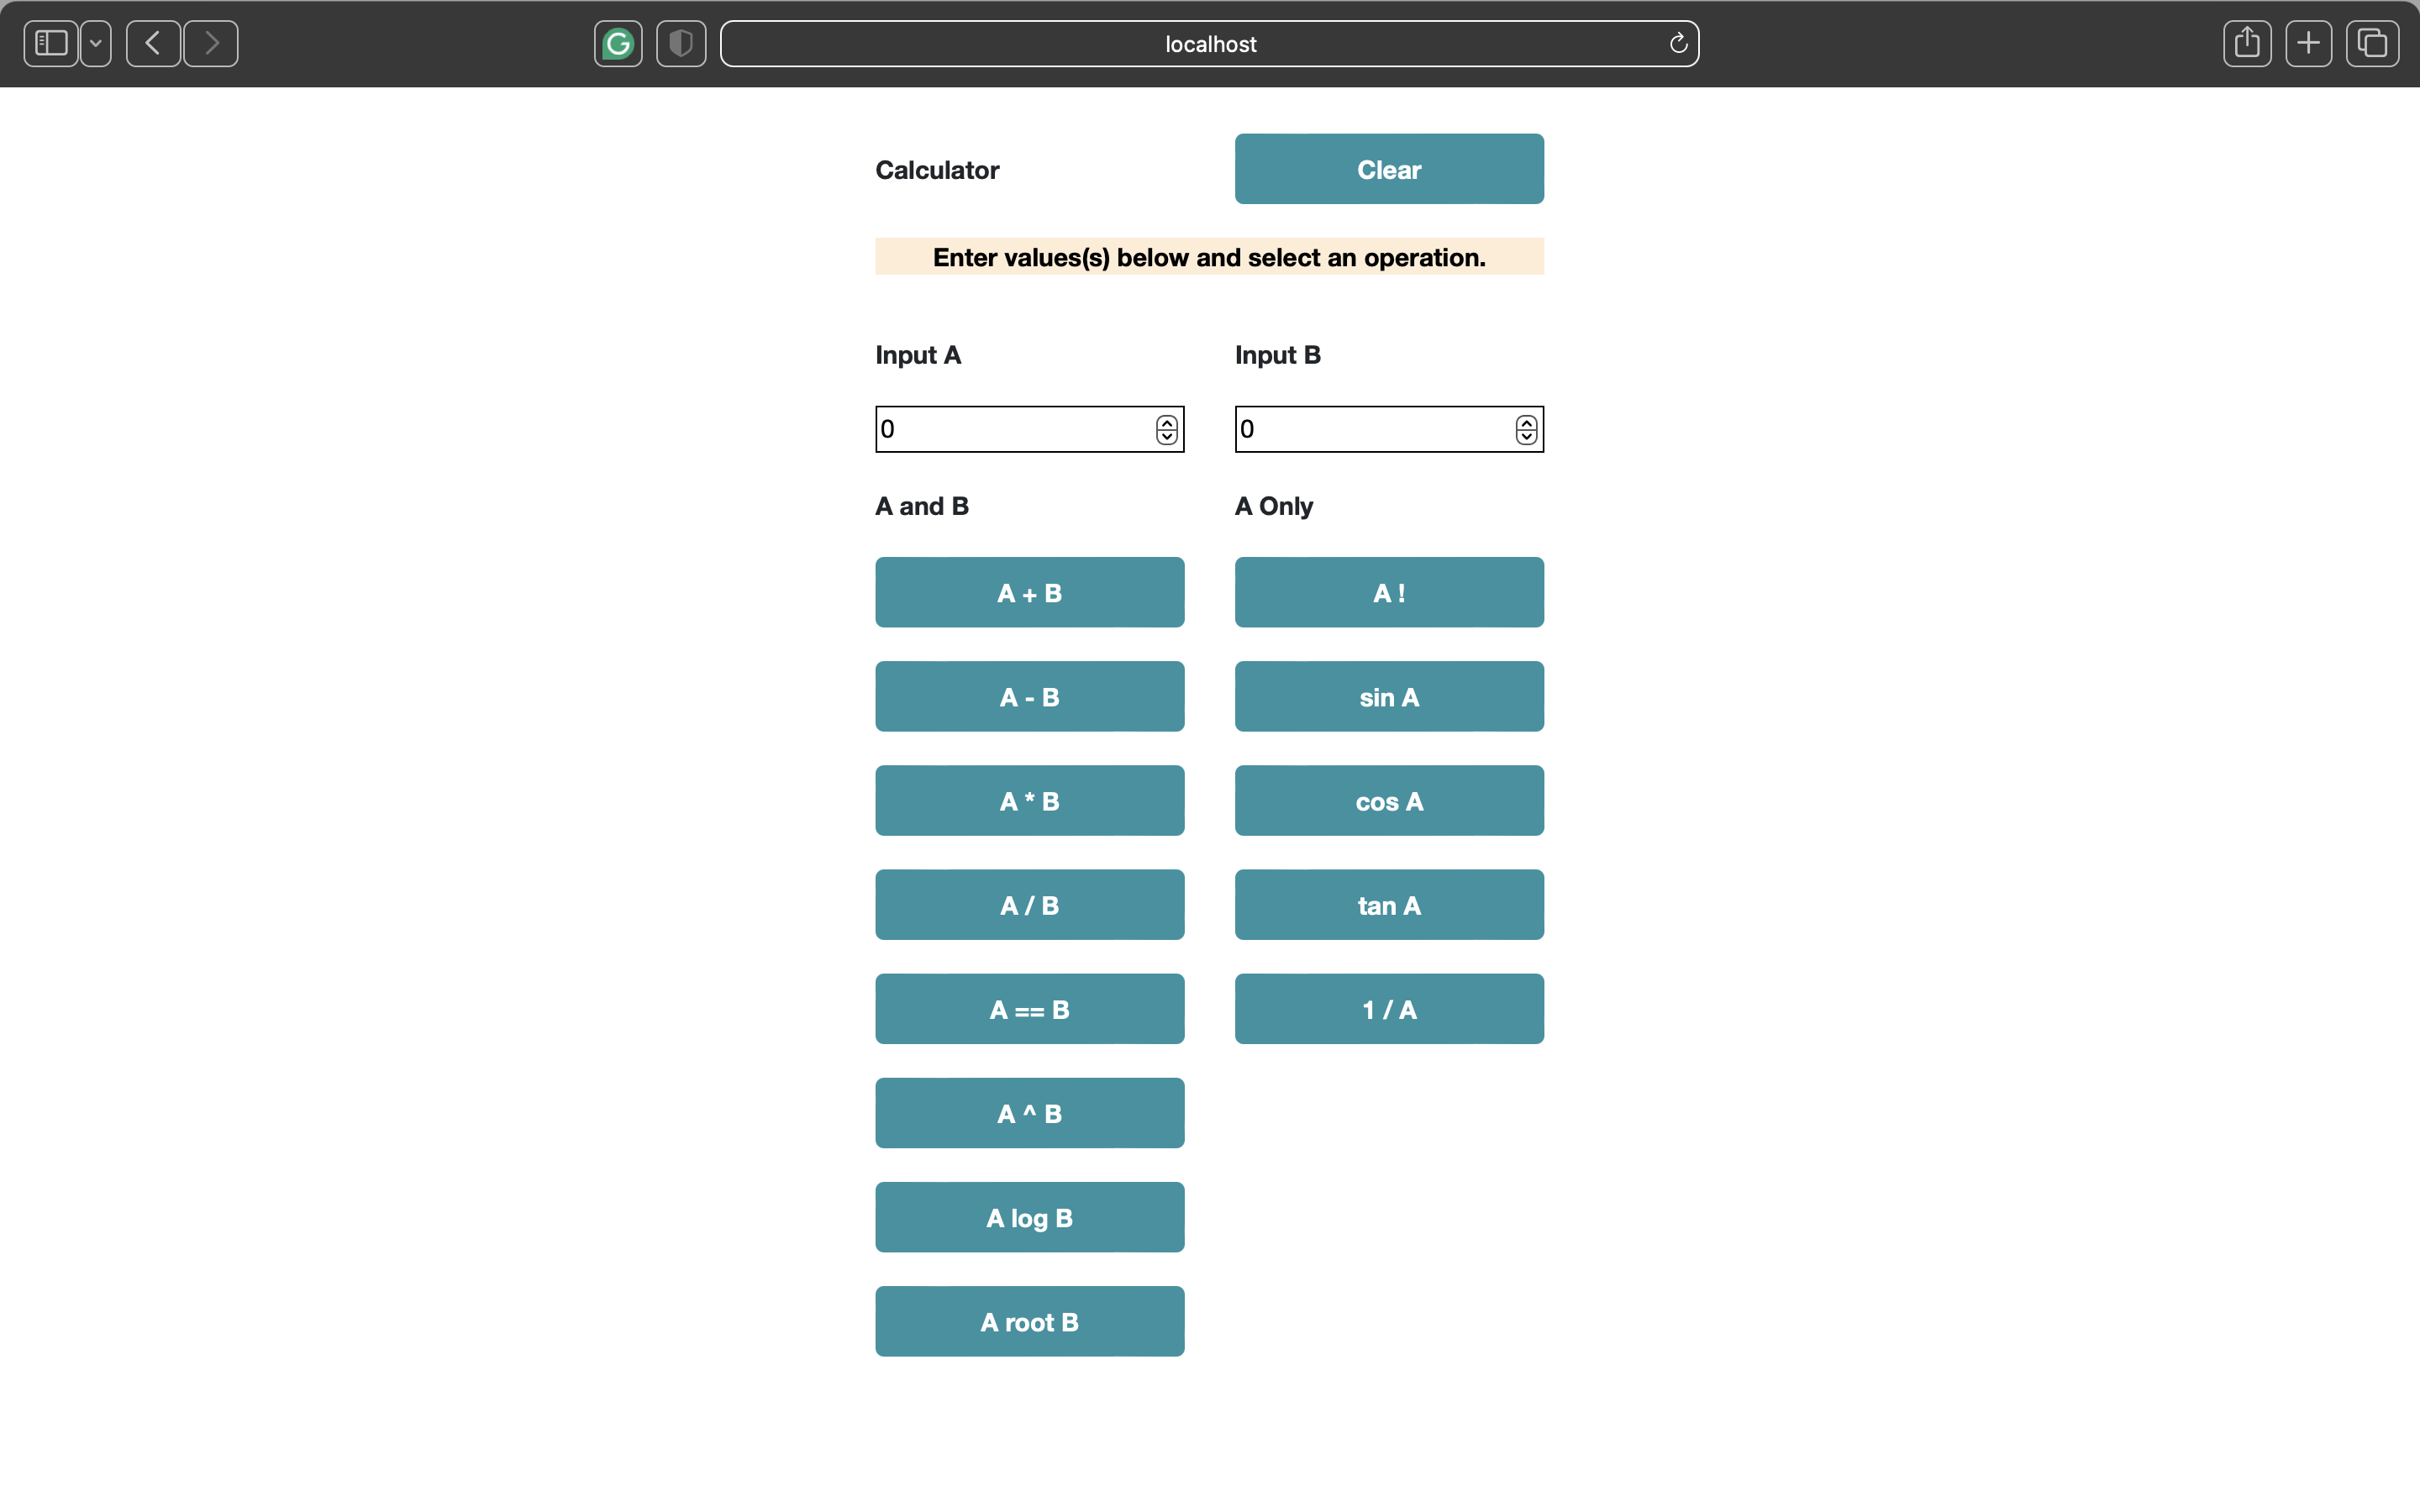 localhost
Calculator
Clear
Enter values(s) below and select an operation.
Input A
Input B
0
0
A and B
A Only
A + B
A !
A - B
sin A
A * B
cos A
A / B
tan A
A == B
1 / A
A ^ B
A log B
A root B